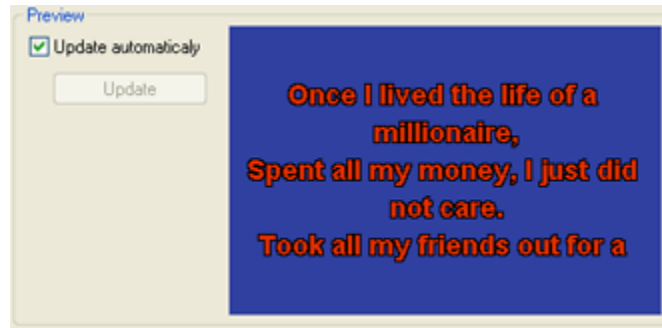 Preview
Update automaticaly
Update
Once I lived the life of a
millionaire,
Spent all my money, I just did
not care.
Took all my friends out for a